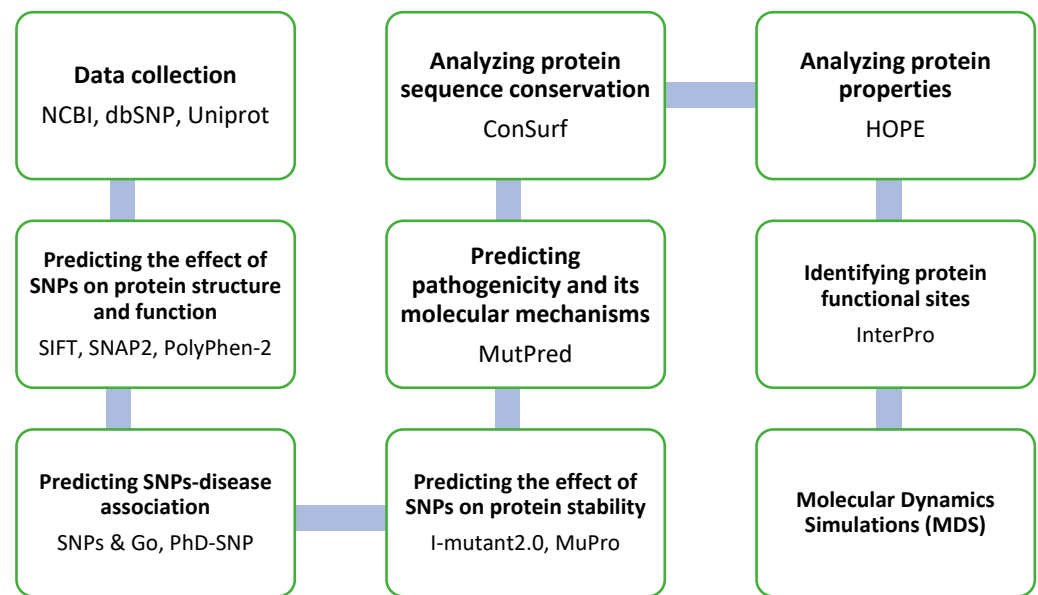 Data collection
NCBI, dbSNP, Uniprot
Predicting the effect of
SNPs on protein structure
and function
SIFT, SNAP2, PolyPhen-2
Predicting SNPs-disease
association
SNPs & Go, PhD-SNP
Predicting the effect of
SNPs on protein stability
I-mutant2.0, MuPro
Predicting
pathogenicity and its
molecular mechanisms
MutPred
Analyzing protein
sequence conservation
ConSurf
Analyzing protein
properties
HOPE
Identifying protein
functional sites
InterPro
Molecular Dynamics
Simulations (MDS)